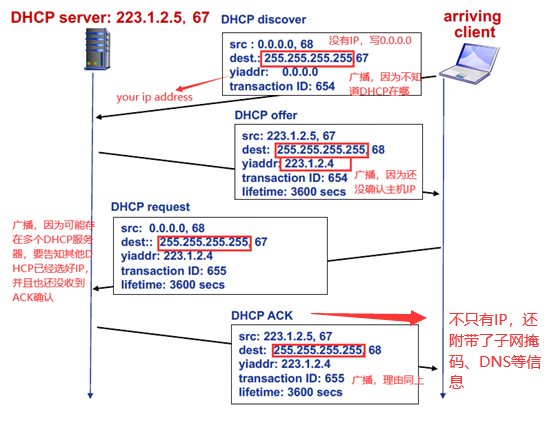 DHCP server: 223.1.2.5, 67
arriving
client
DHCP discover
src : 0.0.0.0, 68
没有IP，写0.0.0.0
dest.: 255.255.255.255, 67
yiaddr: 0.0.0.0
transaction ID: 654
广播，因为不知
道DHCP在哪
your ip address
DHCP offer
src: 223.1.2.5, 67
dest: 255.255.255.255, 68
yiaddr: 223.1.2.4
transaction ID: 654
lifetime: 3600 secs
广播，因为还
没确认主机IP
DHCP request
src: 0.0.0.0, 68
dest:: 255.255.255.255, 67
yiaddr: 223.1.2.4
transaction ID: 655
lifetime: 3600 secs
广播，因为可能存
在多个DHCP服务
器，要告知其他D
HCP已经选好IP，
并且也还没收到
ACK确认
DHCP ACK
src: 223.1.2.5, 67
dest: 255.255.255.255, 68
yiaddr: 223.1.2.4
transaction ID: 655
lifetime: 3600 secs
广播，理由同上
不只有IP，还
附带了子网掩
码、DNS等信
息